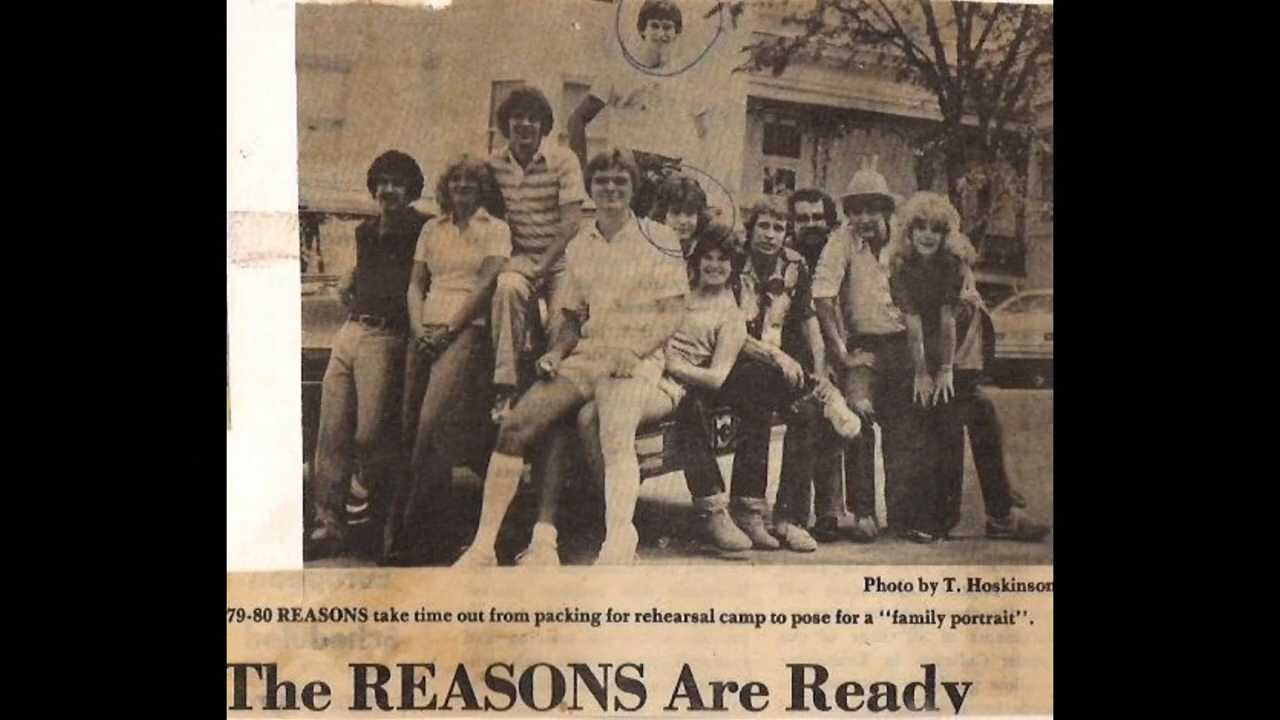 Photo by T. Hoskinson
79-80 REASONS take time out from packing for rehearsal camp to pose for a “family portrait”.
The REASONS Are Ready